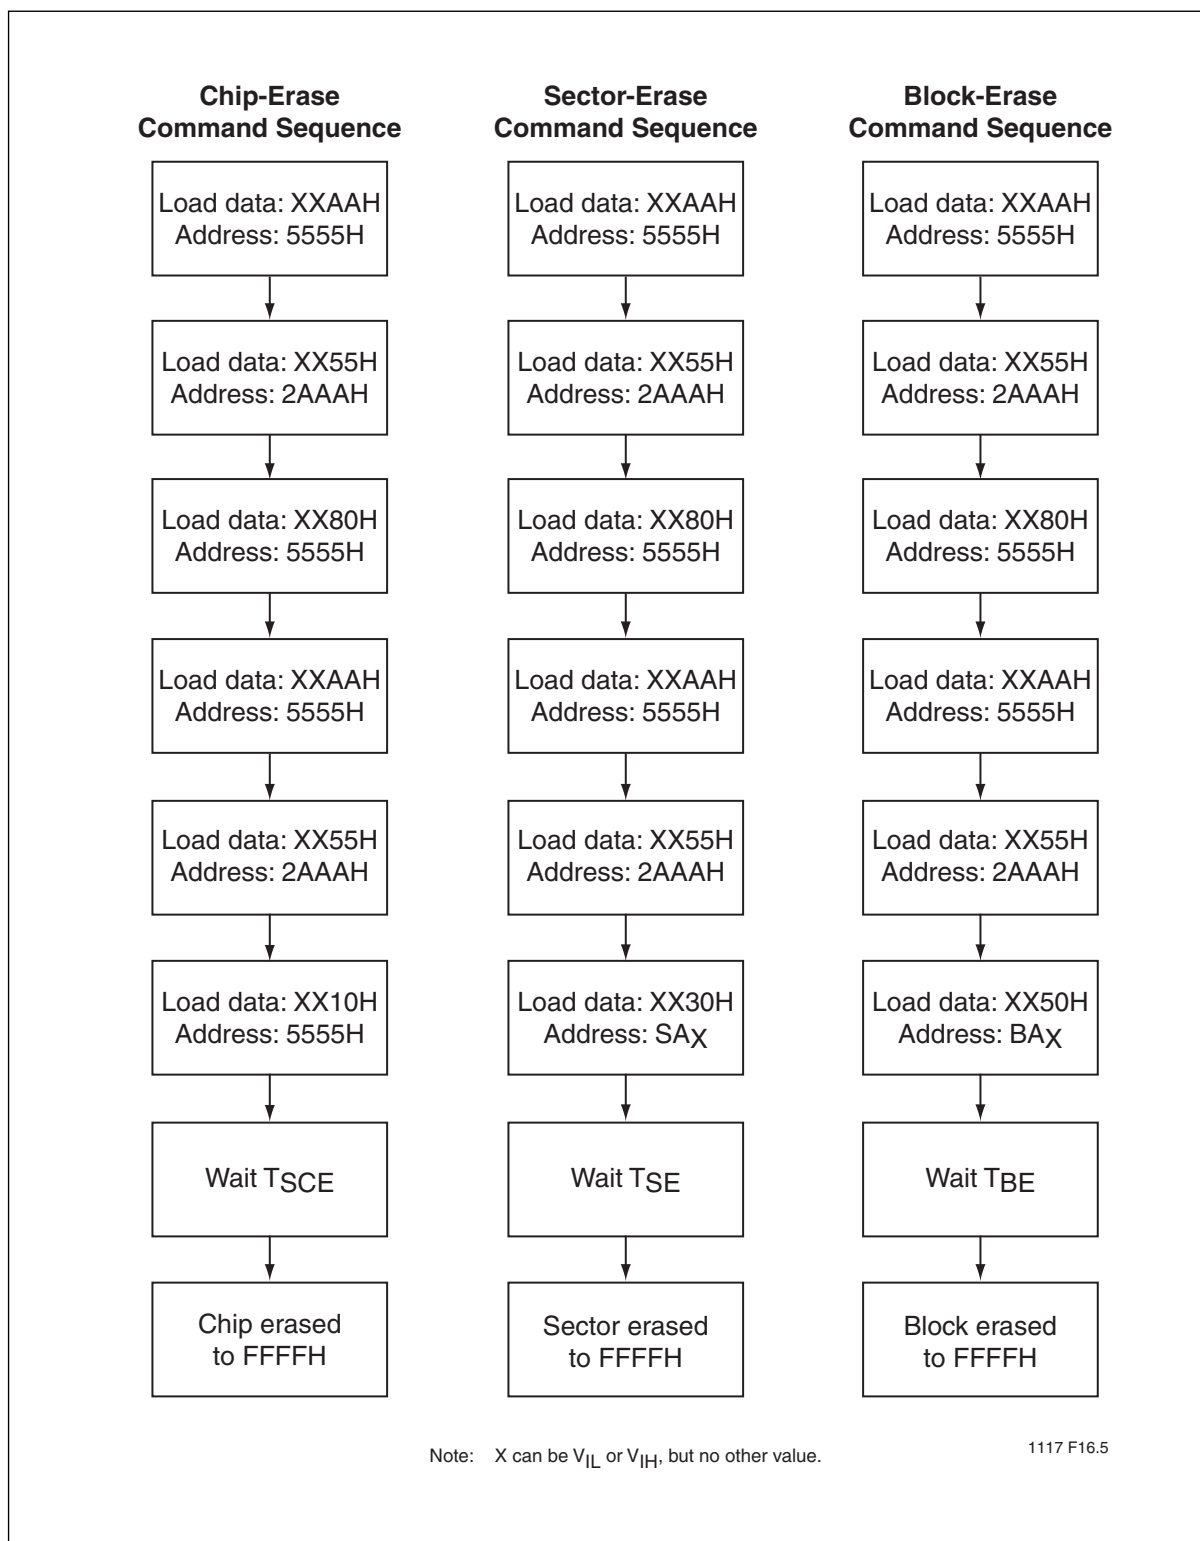 Chip-Erase
Command Sequence
Load data: XXAAH
Address: 5555H
Load data: XX55H
Address: 2AAAH
Load data: XX80H
Address: 5555H
Load data: XXAAH
Address: 5555H
Load data: XX55H
Address: 2AAAH
Load data: XX10H
Address: 5555H
Wait TSCE
Chip erased
to FFFFH
Sector-Erase
Command Sequence
Load data: XXAAH
Address: 5555H
Load data: XX55H
Address: 2AAAH
Load data: XX80H
Address: 5555H
Load data: XXAAH
Address: 5555H
Load data: XX55H
Address: 2AAAH
Load data: XX30H
Address: SAX
Wait TSE
Sector erased
to FFFFH
Block-Erase
Command Sequence
Load data: XXAAH
Address: 5555H
Load data: XX55H
Address: 2AAAH
Load data: XX80H
Address: 5555H
Load data: XXAAH
Address: 5555H
Load data: XX55H
Address: 2AAAH
Load data: XX50H
Address: BAX
Wait TBE
Block erased
to FFFFH
Note: X can be VIL or VIH, but no other value.
1117 F16.5